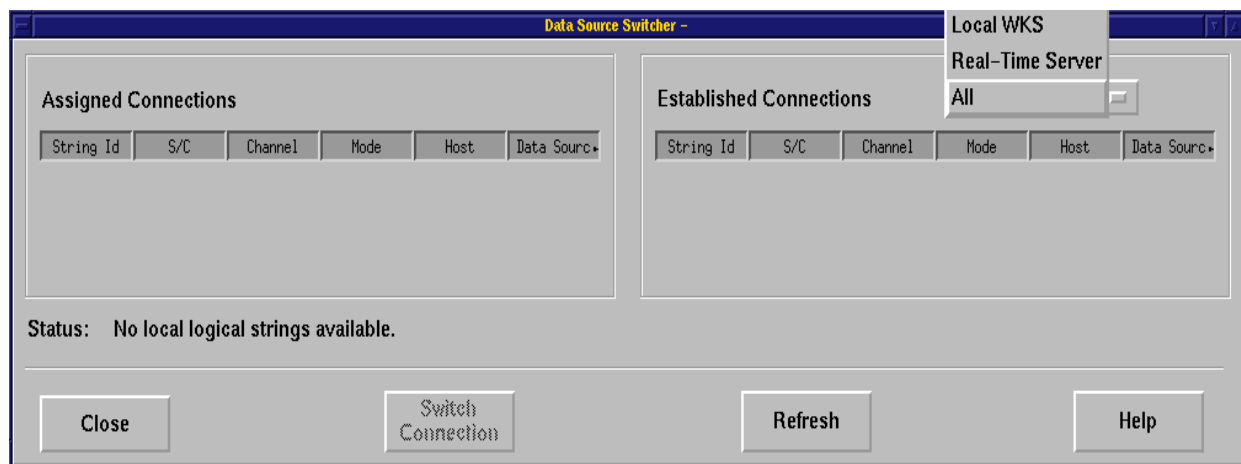 Data Source Switcher –
Local WKS
Real–Time Server
All
Assigned Connections
Established Connections
String Id S/C Channel Mode Host Data Sourc
String Id S/C Channel Mode Host Data Sourc
Status: No local logical strings available.
Close
Switch
Connection
Refresh
Help